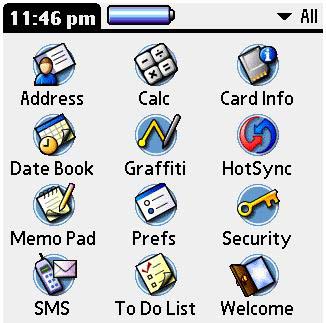 11:46 pm All
Address Calc Card Info
Date Book Graffiti HotSync
Memo Pad Prefs Security
SMS To Do List Welcome